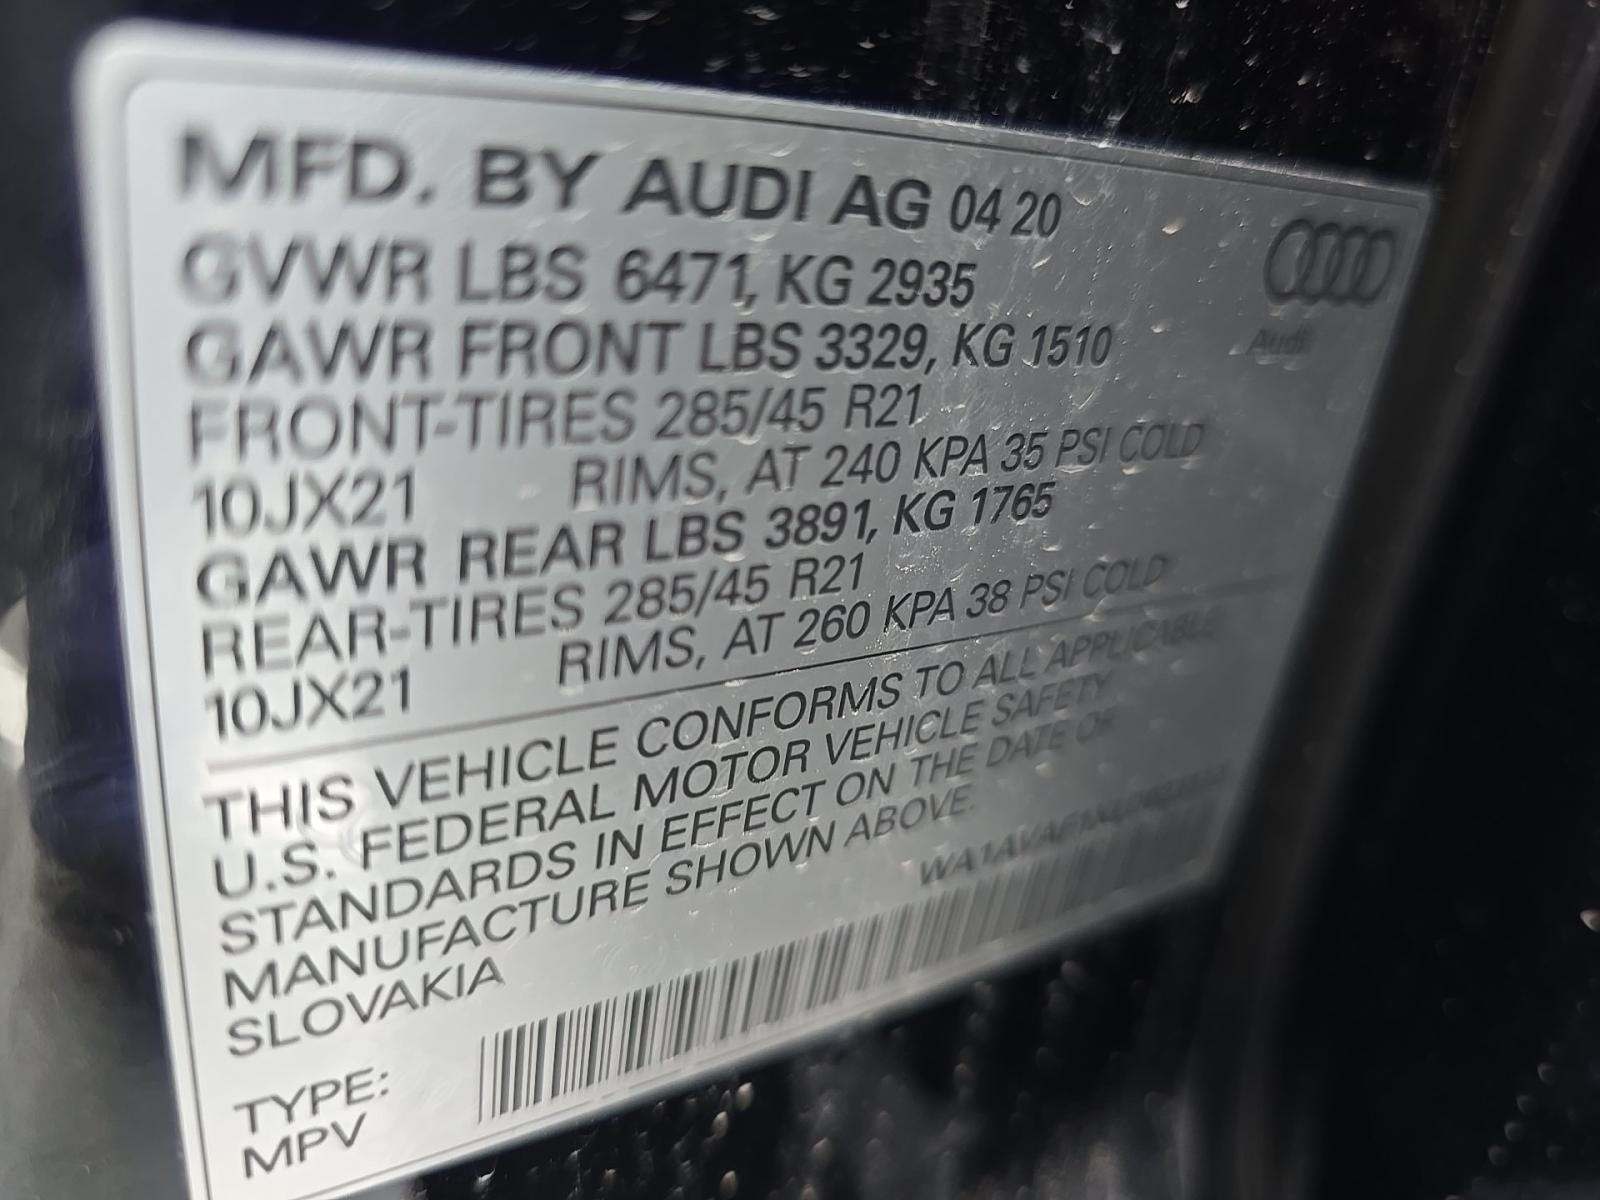 MFD. BY AUDI AG 04 20
GVWR LBS 6471, KG 2935
GAWR FRONT LBS 3329, KG 1510
FRONT-TIRES 285/45 R21
10JX21 RIMS, AT 240 KPA 35 PSI COLD
GAWR REAR LBS 3891, KG 1765
REAR-TIRES 285/45 R21
10JX21 RIMS, AT 260 KPA 38 PSI COLD
THIS VEHICLE CONFORMS TO ALL APPLICABLE
U.S. FEDERAL MOTOR VEHICLE SAFETY
STANDARDS IN EFFECT ON THE DATE OF
MANUFACTURE SHOWN ABOVE.
SLOVAKIA
TYPE:
MPV
Audi